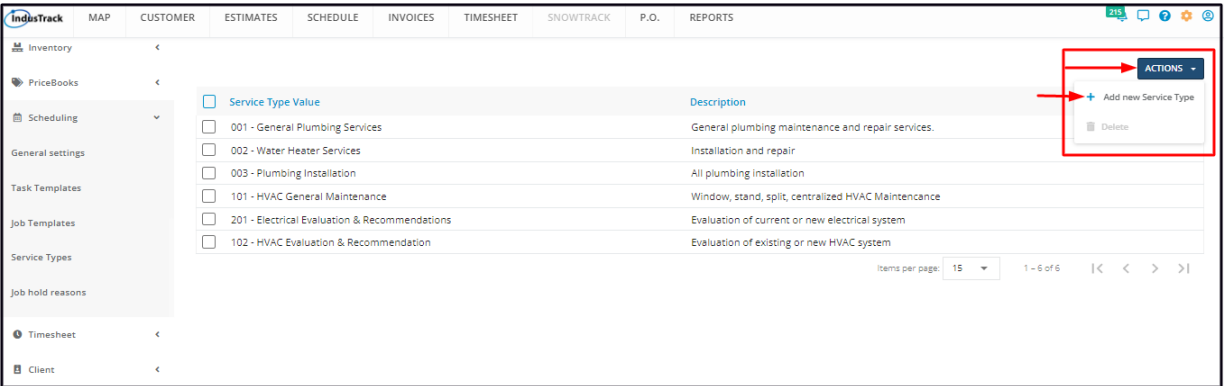 IndusTrack MAP CUSTOMER ESTIMATES SCHEDULE INVOICES TIMESHEET SNOWTRACK P.O. REPORTS 215
Inventory
PriceBooks
Scheduling
General settings
Task Templates
Job Templates
Service Types
Job hold reasons
Timesheet
Client
ACTIONS
+ Add new Service Type
Delete
Service Type Value Description
001 - General Plumbing Services General plumbing maintenance and repair services.
002 - Water Heater Services Installation and repair
003 - Plumbing Installation All plumbing installation
101 - HVAC General Maintenance Window, stand, split, centralized HVAC Maintencance
201 - Electrical Evaluation & Recommendations Evaluation of current or new electrical system
102 - HVAC Evaluation & Recommendation Evaluation of existing or new HVAC system
Items per page: 15 1 – 6 of 6